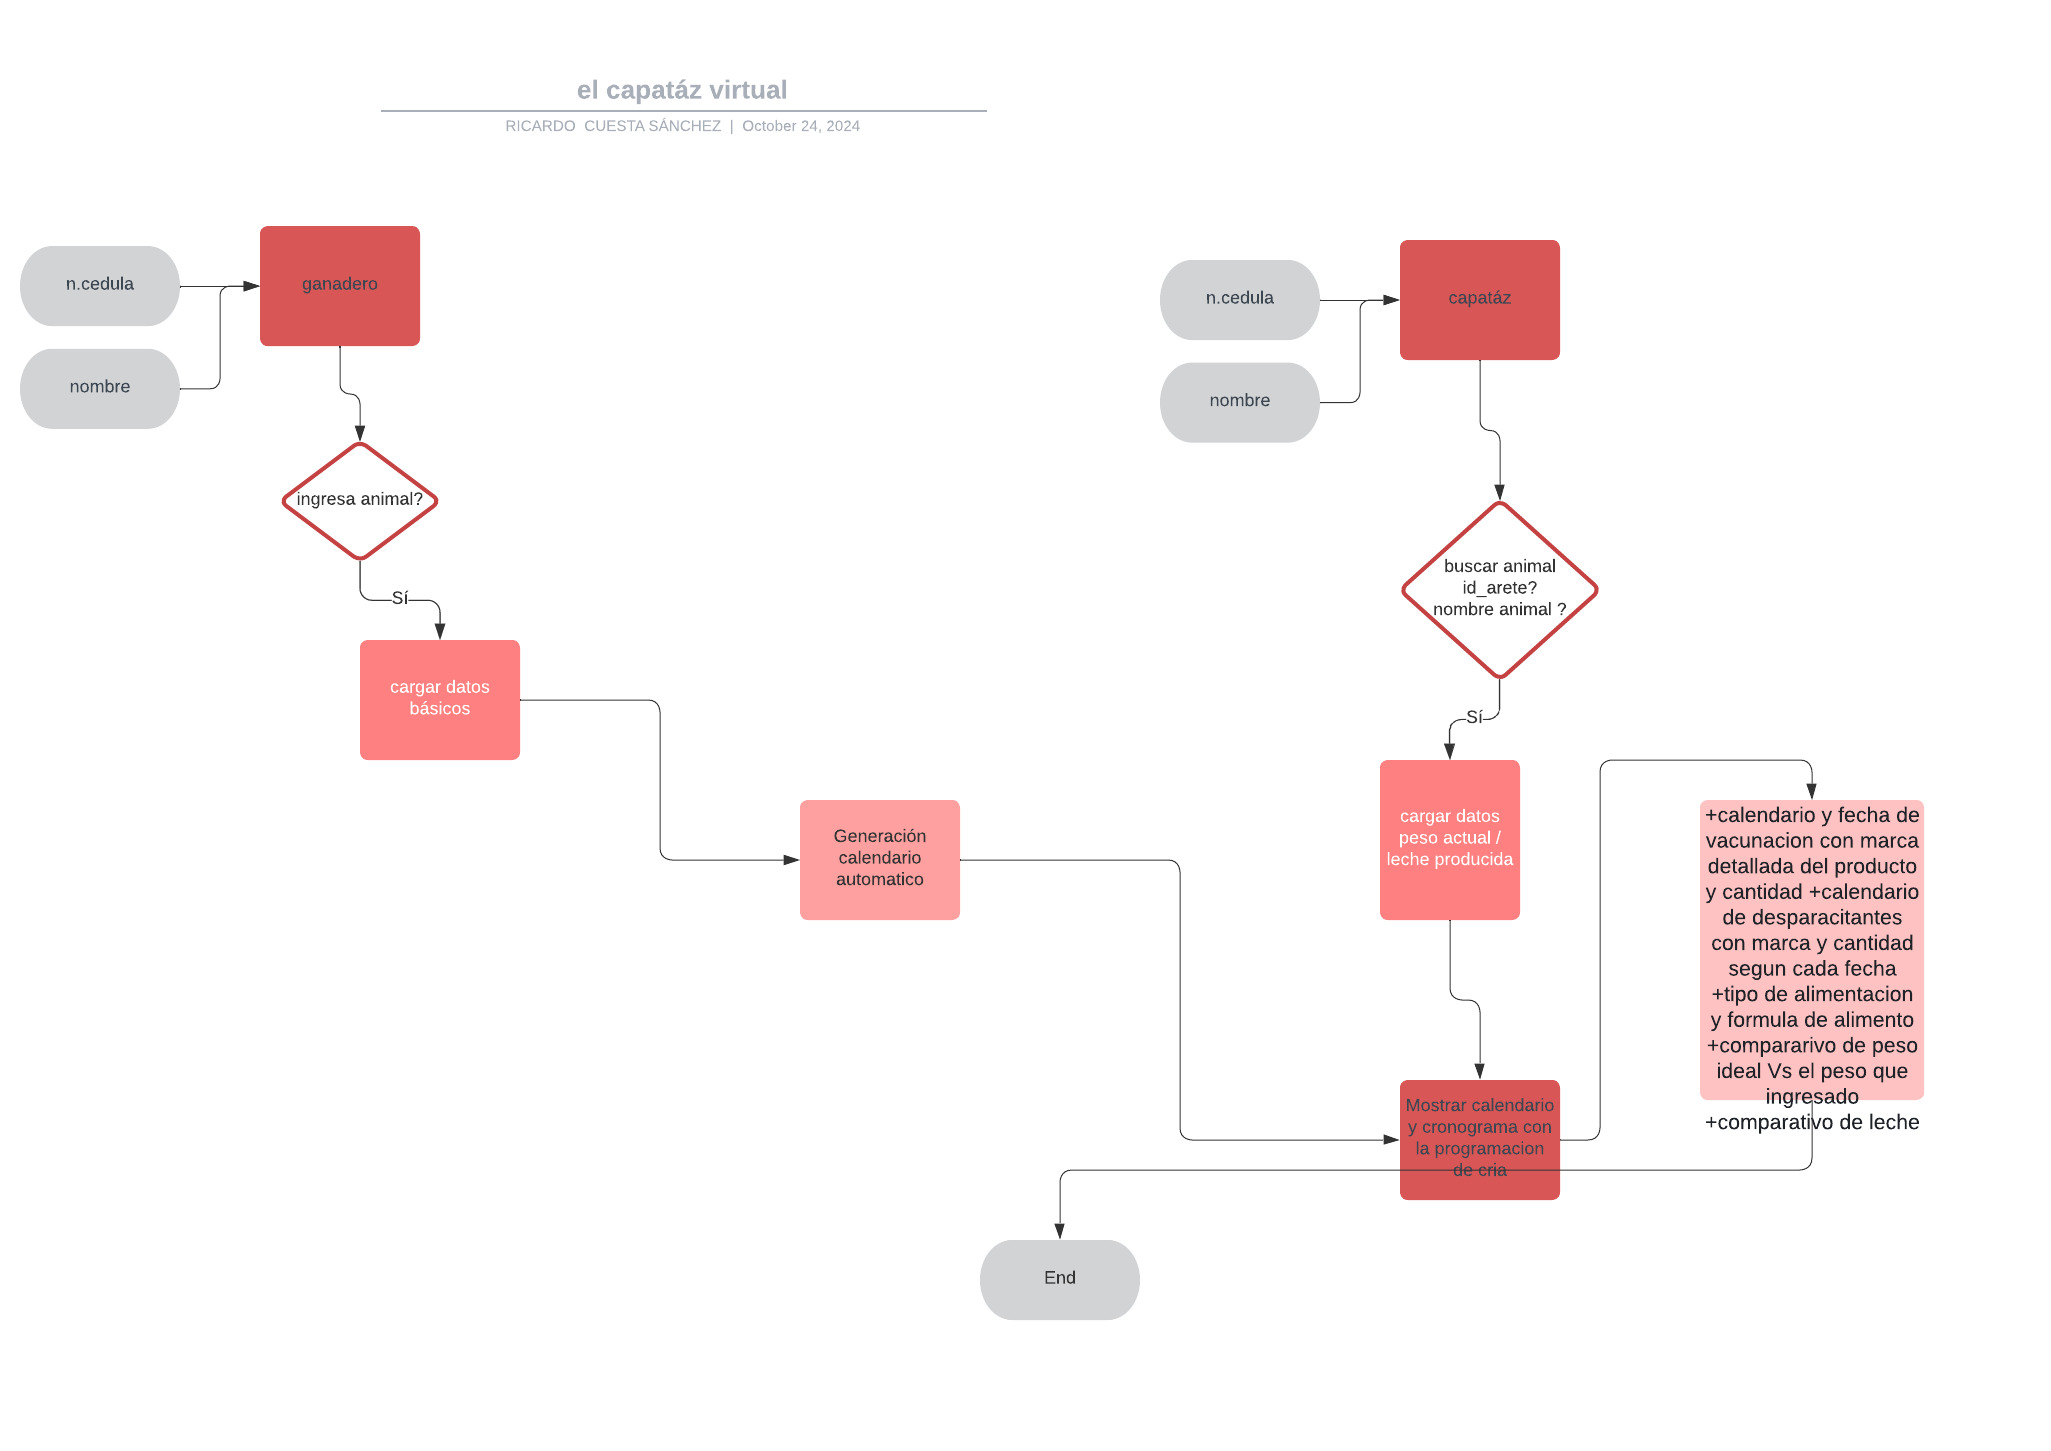 el capatáz virtual
RICARDO CUESTA SÁNCHEZ | October 24, 2024
n.cedula
ganadero
nombre
ingresa animal?
Sí
cargar datos
básicos
Generación
calendario
automatico
n.cedula
capatáz
nombre
buscar animal
id_arete?
nombre animal ?
Sí
cargar datos
peso actual /
leche producida
Mostrar calendario
y cronograma con
la programacion
de cria
+calendario y fecha de
vacunacion con marca
detallada del producto
y cantidad +calendario
de desparacitantes
con marca y cantidad
segun cada fecha
+tipo de alimentacion
y formula de alimento
+compararivo de peso
ideal Vs el peso que
ingresado
+comparativo de leche
End